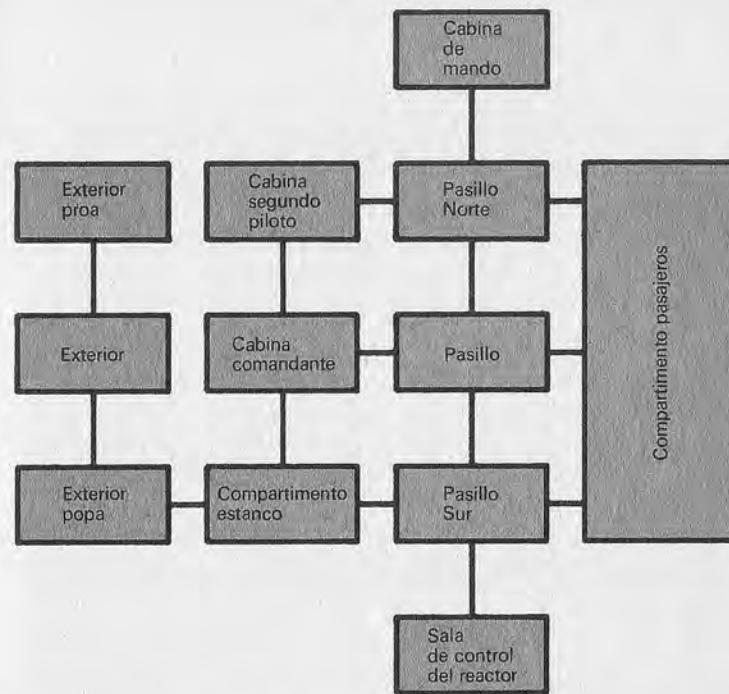 Cabina
de
mando
Exterior
proa
Cabina
segundo
piloto
Pasillo
Norte
Compartimento pasajeros
Exterior
Cabina
comandante
Pasillo
Exterior
popa
Compartimento
estanco
Pasillo
Sur
Sala
de control
del reactor